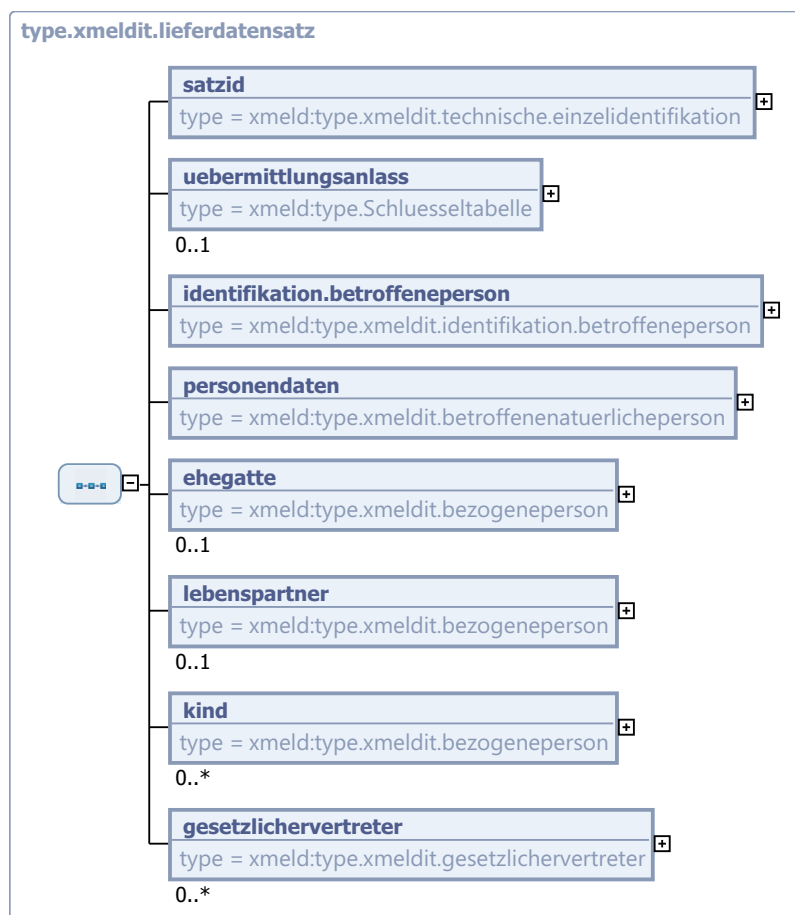 type.xmeldit.lieferdatensatz
satzid
type = xmeld:type.xmeldit.technische.einzelidentifikation
uebermittlungsanlass
type = xmeld:type.Schluesseltabelle
0..1
identifikation.betroffeneperson
type = xmeld:type.xmeldit.identifikation.betroffeneperson
personendaten
type = xmeld:type.xmeldit.betroffenenatuerlicheperson
ehegatte
type = xmeld:type.xmeldit.bezogeneperson
0..1
lebenspartner
type = xmeld:type.xmeldit.bezogeneperson
0..1
kind
type = xmeld:type.xmeldit.bezogeneperson
0..*
gesetzlichervertreter
type = xmeld:type.xmeldit.gesetzlichervertreter
0..*